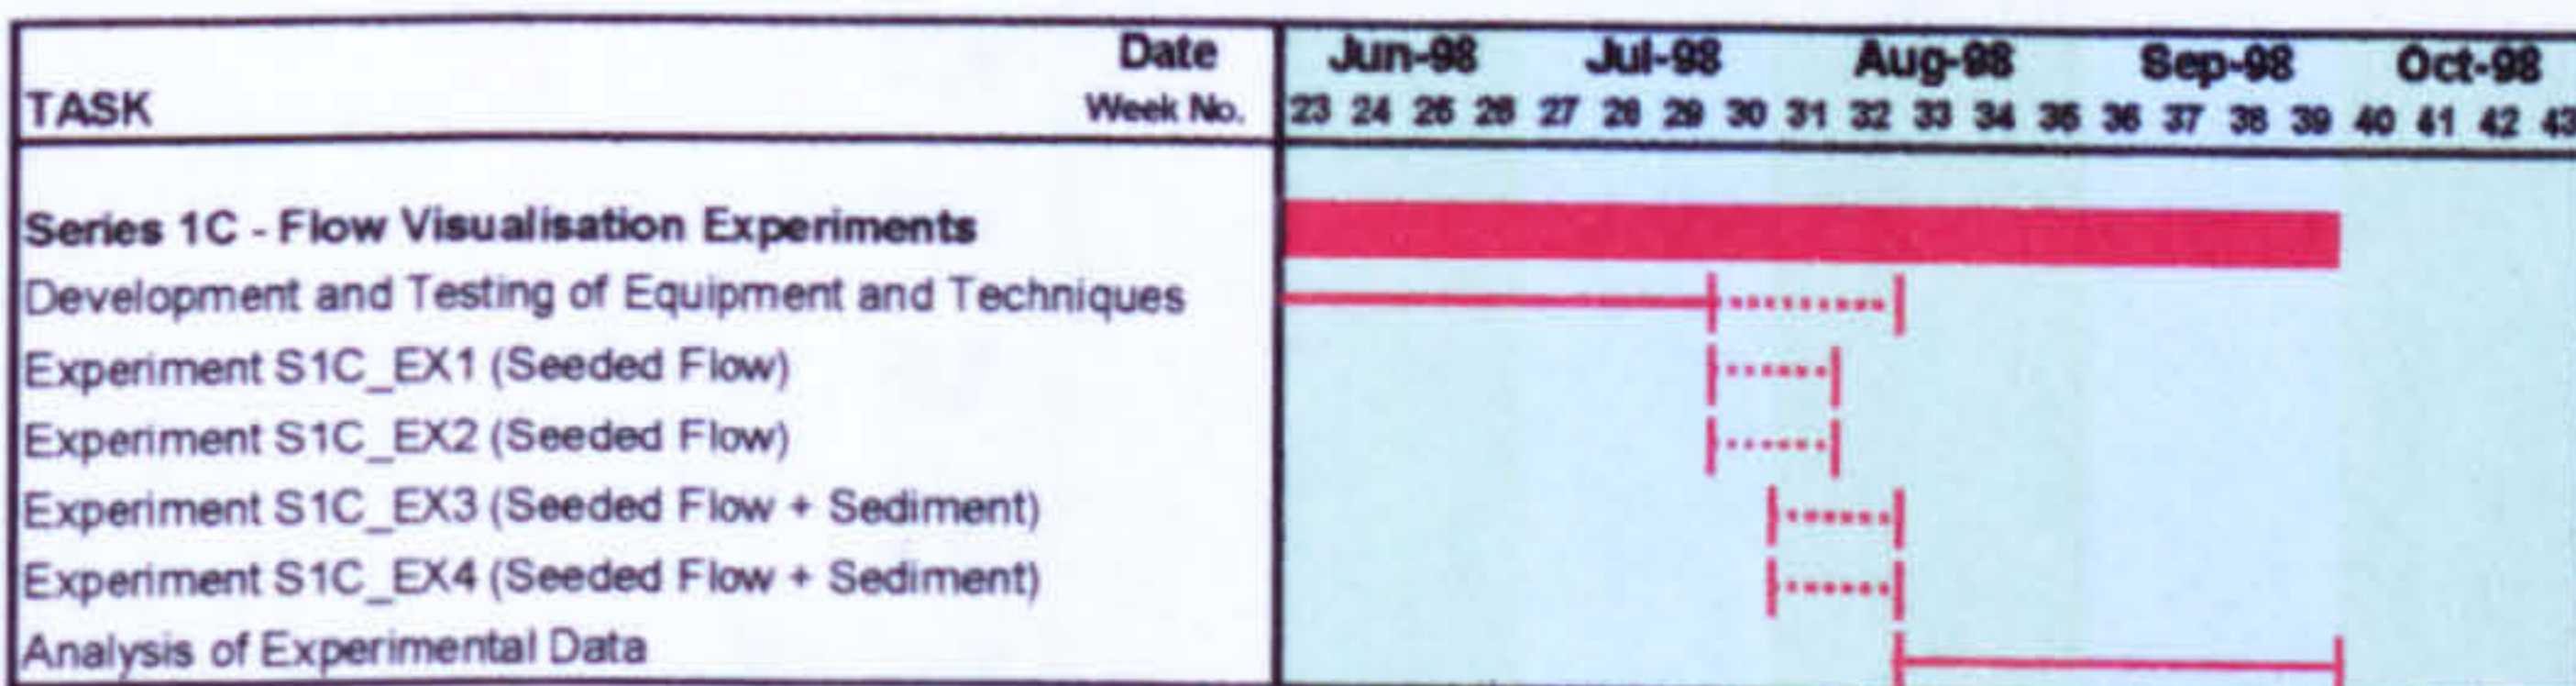 Date Jun-98 Jul-98 Aug-98 Sep-98 Oct-98
TASK Week No. 23 24 25 26 27 28 29 30 31 32 33 34 35 36 37 38 39 40 41 42 43
Series 1C - Flow Visualisation Experiments
Development and Testing of Equipment and Techniques
Experiment S1C_EX1 (Seeded Flow)
Experiment S1C_EX2 (Seeded Flow)
Experiment S1C_EX3 (Seeded Flow + Sediment)
Experiment S1C_EX4 (Seeded Flow + Sediment)
Analysis of Experimental Data